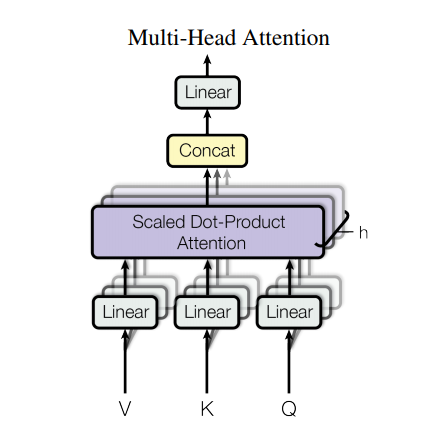 Multi-Head Attention
Linear
Concat
Scaled Dot-Product
Attention
h
Linear Linear Linear
V K Q